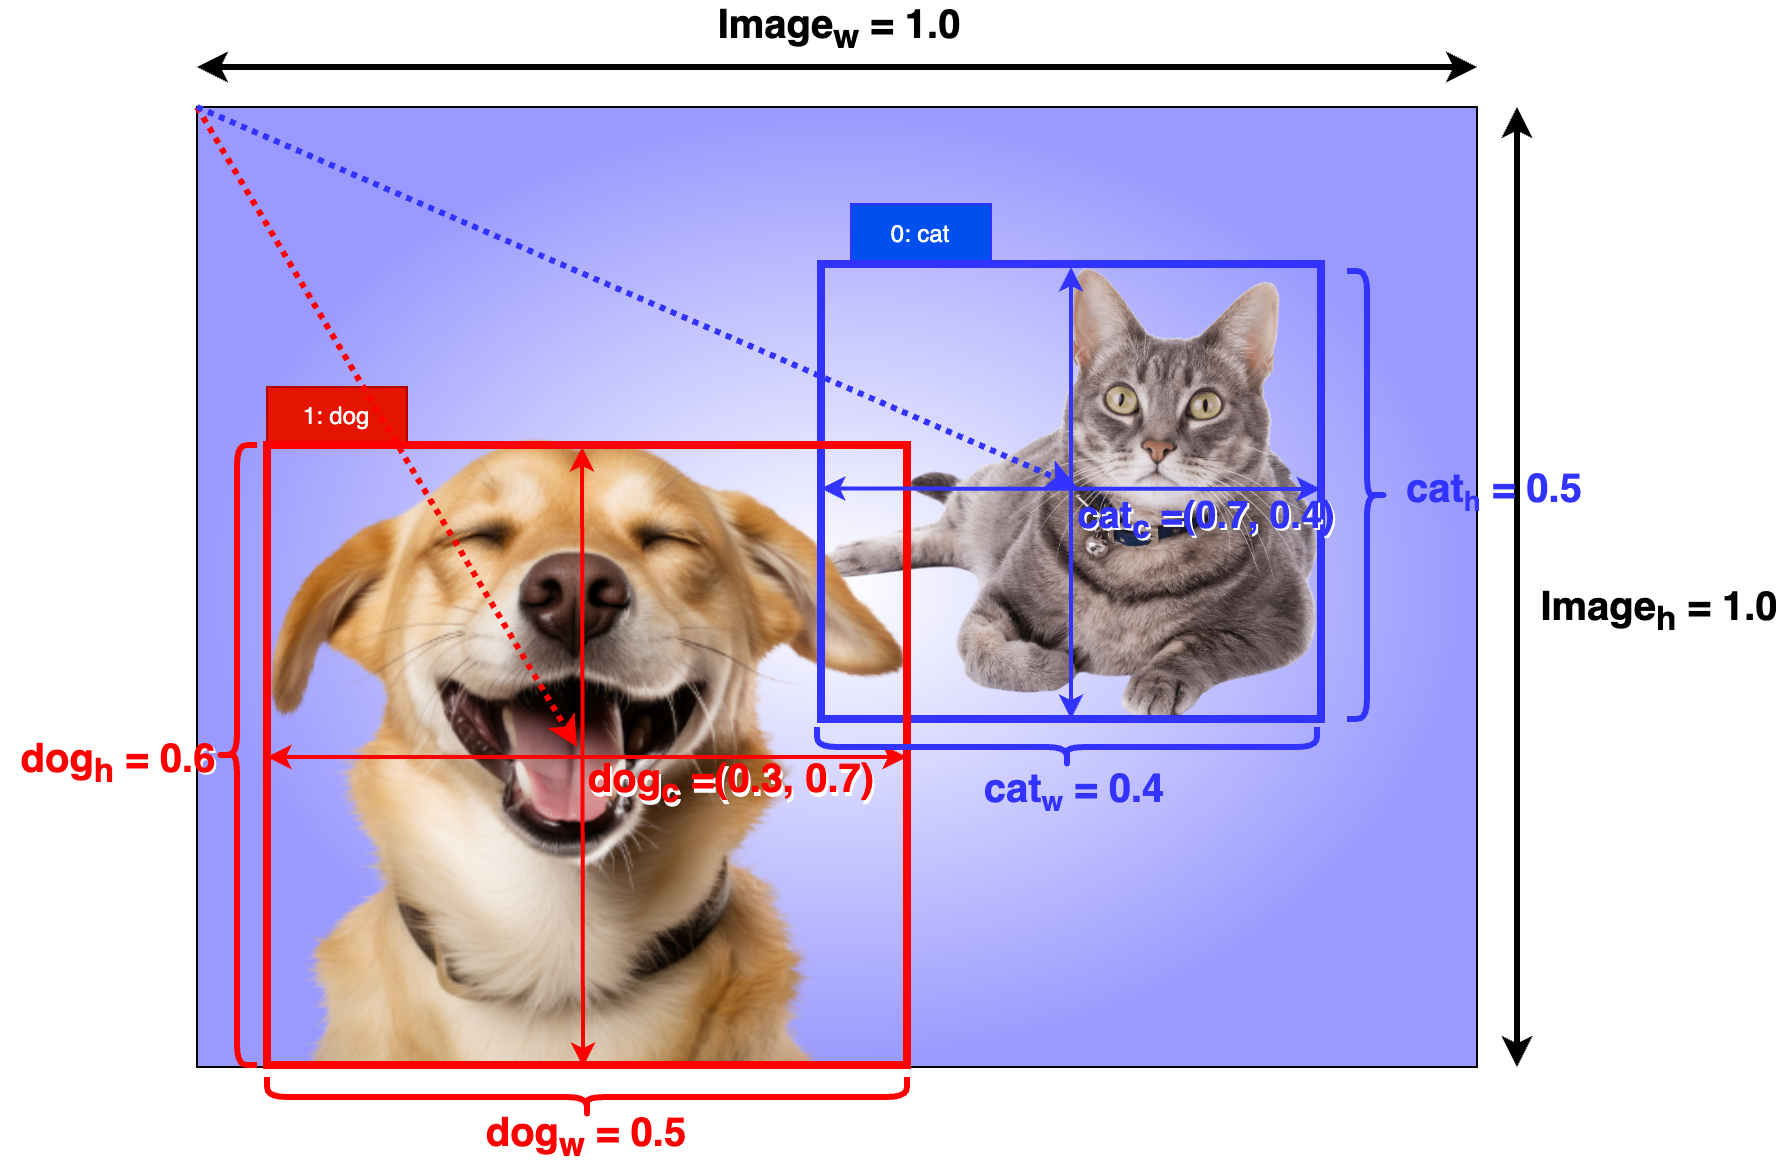 Imagew = 1.0
0: cat
1: dog
cath = 0.5
catc =(0.7, 0.4)
Imageh = 1.0
dogh = 0.6
dogc =(0.3, 0.7)
catw = 0.4
dogw = 0.5